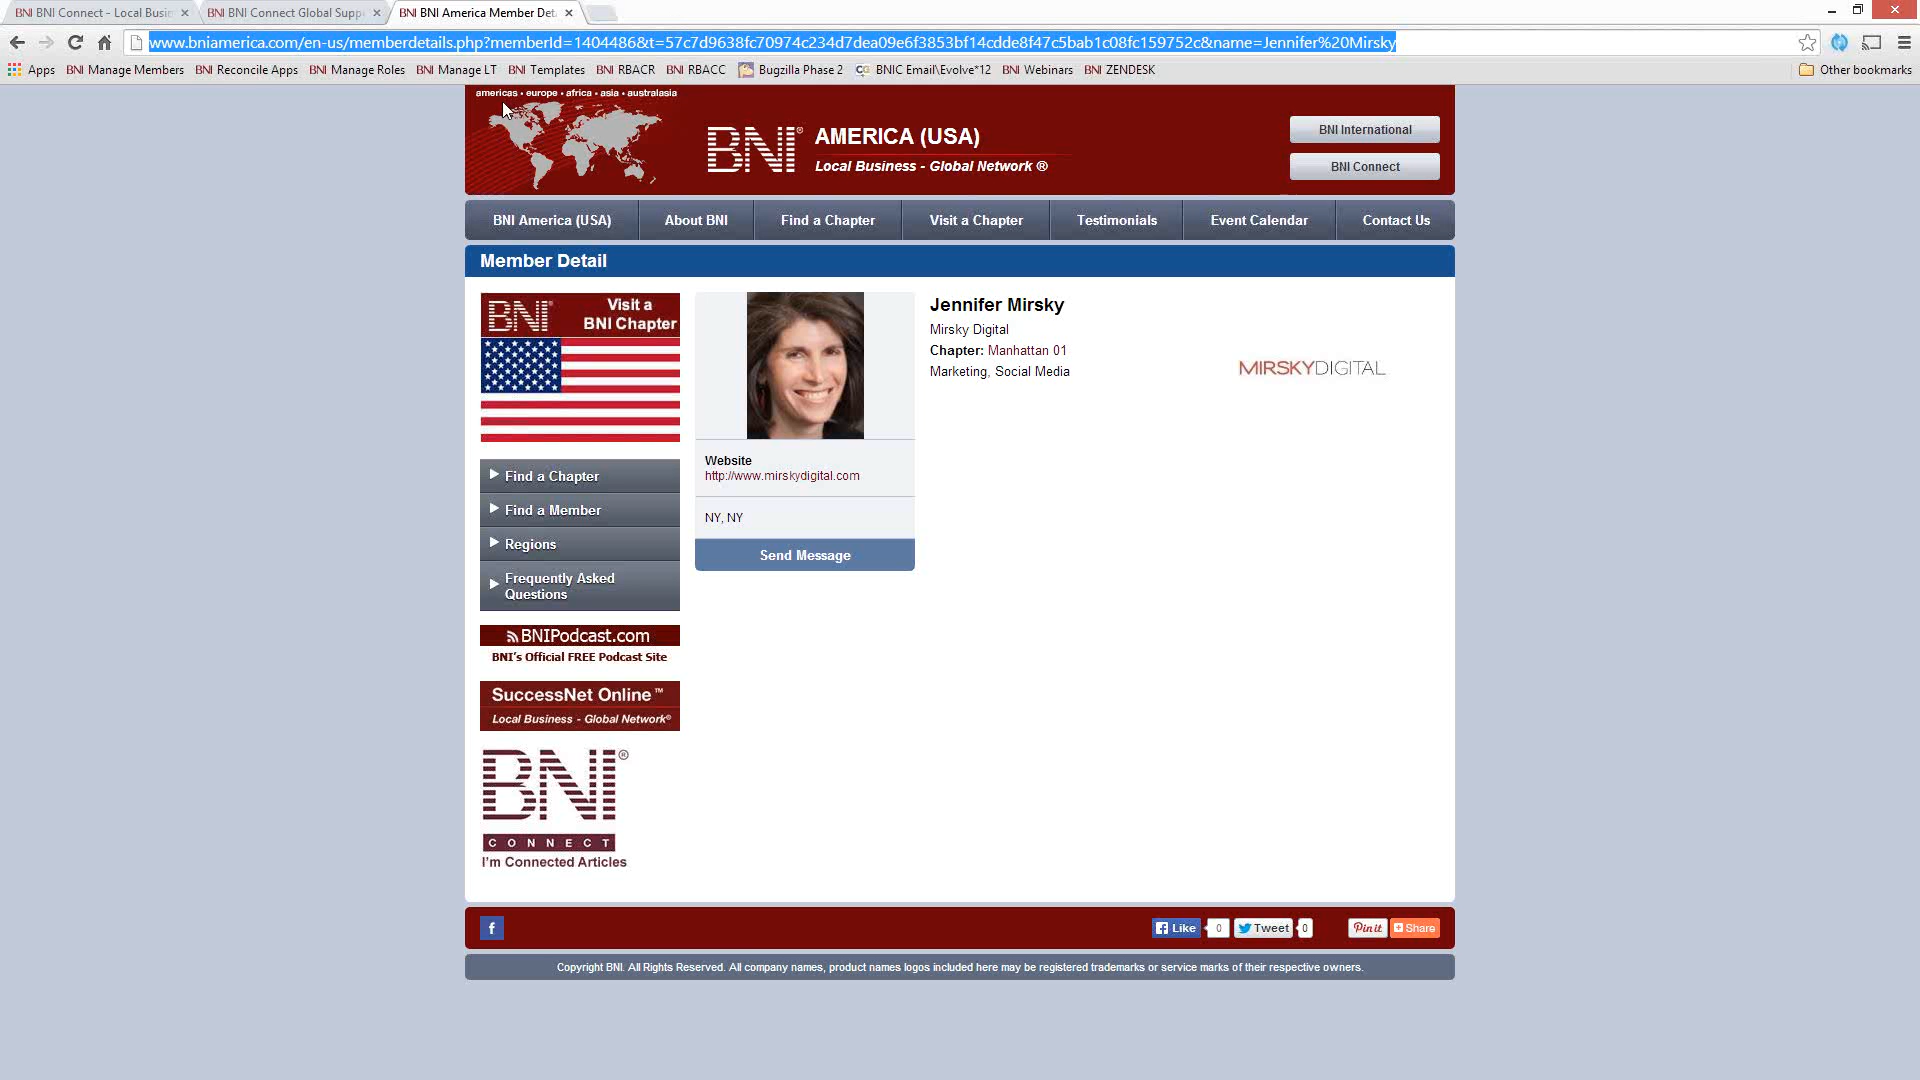 BNI BNI Connect - Local Busin
BNI BNI Connect Global Supp
BNI BNI America Member Det
www.bniamerica.com/en-us/memberdetails.php?memberId=1404486&t=57c7d9638fc70974c234d7dea09e6f3853bf14cdde8f47c5bab1c08fc159752c&name=Jennifer%20Mirsky
Apps BNI Manage Members BNI Reconcile Apps BNI Manage Roles BNI Manage LT BNI Templates BNI RBACR BNI RBACC Bugzilla Phase 2 BNIC Email\Evolve*12 BNI Webinars BNI ZENDESK Other bookmarks
americas • europe • africa • asia • australasia
BNI® AMERICA (USA)
Local Business - Global Network ®
BNI International
BNI Connect
BNI America (USA) About BNI Find a Chapter Visit a Chapter Testimonials Event Calendar Contact Us
Member Detail
BNI® Visit a
BNI Chapter
Find a Chapter
Find a Member
Regions
Frequently Asked
Questions
BNIPodcast.com
BNI's Official FREE Podcast Site
SuccessNet Online™
Local Business - Global Network®
BNI®
CONNECT
I'm Connected Articles
Website
http://www.mirskydigital.com
NY, NY
Send Message
Jennifer Mirsky
Mirsky Digital
Chapter: Manhattan 01
Marketing, Social Media
MIRSKYDIGITAL
f
Like 0 Tweet 0 Pin it Share
Copyright BNI. All Rights Reserved. All company names, product names logos included here may be registered trademarks or service marks of their respective owners.